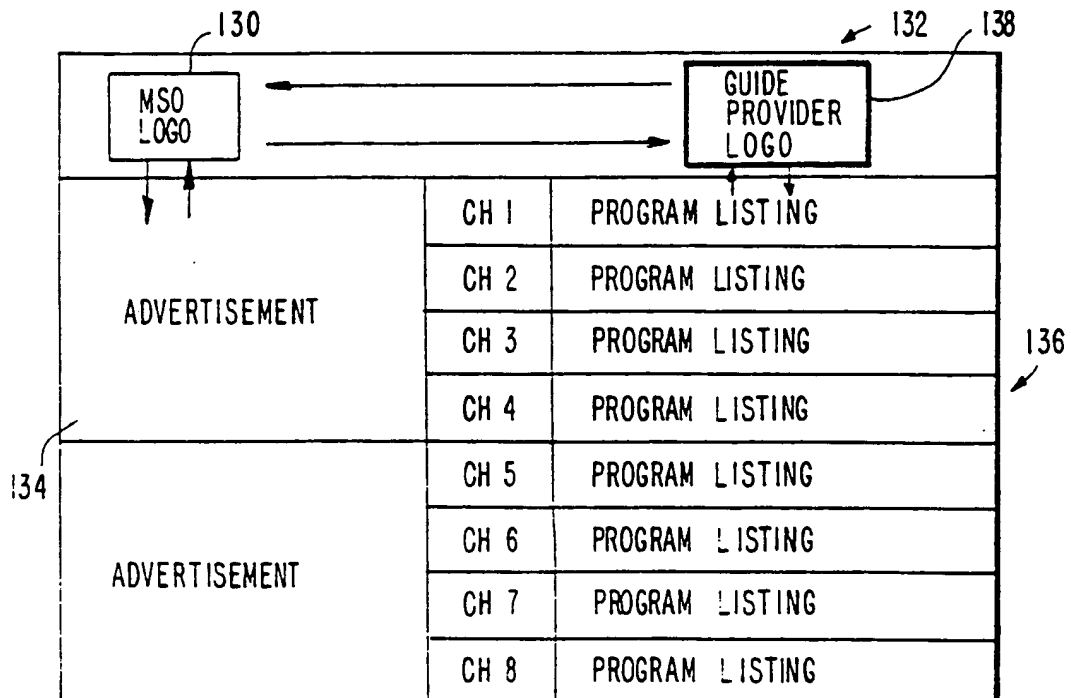 130
132
138
MSO
LOGO
GUIDE
PROVIDER
LOGO
CH 1 PROGRAM LISTING
CH 2 PROGRAM LISTING
ADVERTISEMENT
CH 3 PROGRAM LISTING
136
CH 4 PROGRAM LISTING
134
CH 5 PROGRAM LISTING
CH 6 PROGRAM LISTING
ADVERTISEMENT
CH 7 PROGRAM LISTING
CH 8 PROGRAM LISTING